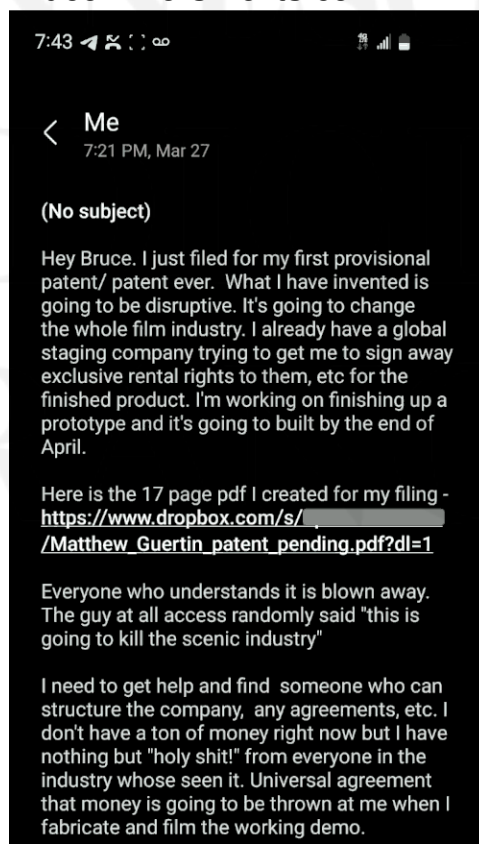 7:43
Me
7:21 PM, Mar 27
(No subject)
Hey Bruce. I just filed for my first provisional
patent/ patent ever.  What I have invented is
going to be disruptive. It's going to change
the whole film industry. I already have a global
staging company trying to get me to sign away
exclusive rental rights to them, etc for the
finished product. I'm working on finishing up a
prototype and it's going to built by the end of
April.
Here is the 17 page pdf I created for my filing -
https://www.dropbox.com/s/
/Matthew_Guertin_patent_pending.pdf?dl=1
Everyone who understands it is blown away.
The guy at all access randomly said "this is
going to kill the scenic industry"
I need to get help and find  someone who can
structure the company,  any agreements, etc. I
don't have a ton of money right now but I have
nothing but "holy shit!" from everyone in the
industry whose seen it. Universal agreement
that money is going to be thrown at me when I
fabricate and film the working demo.